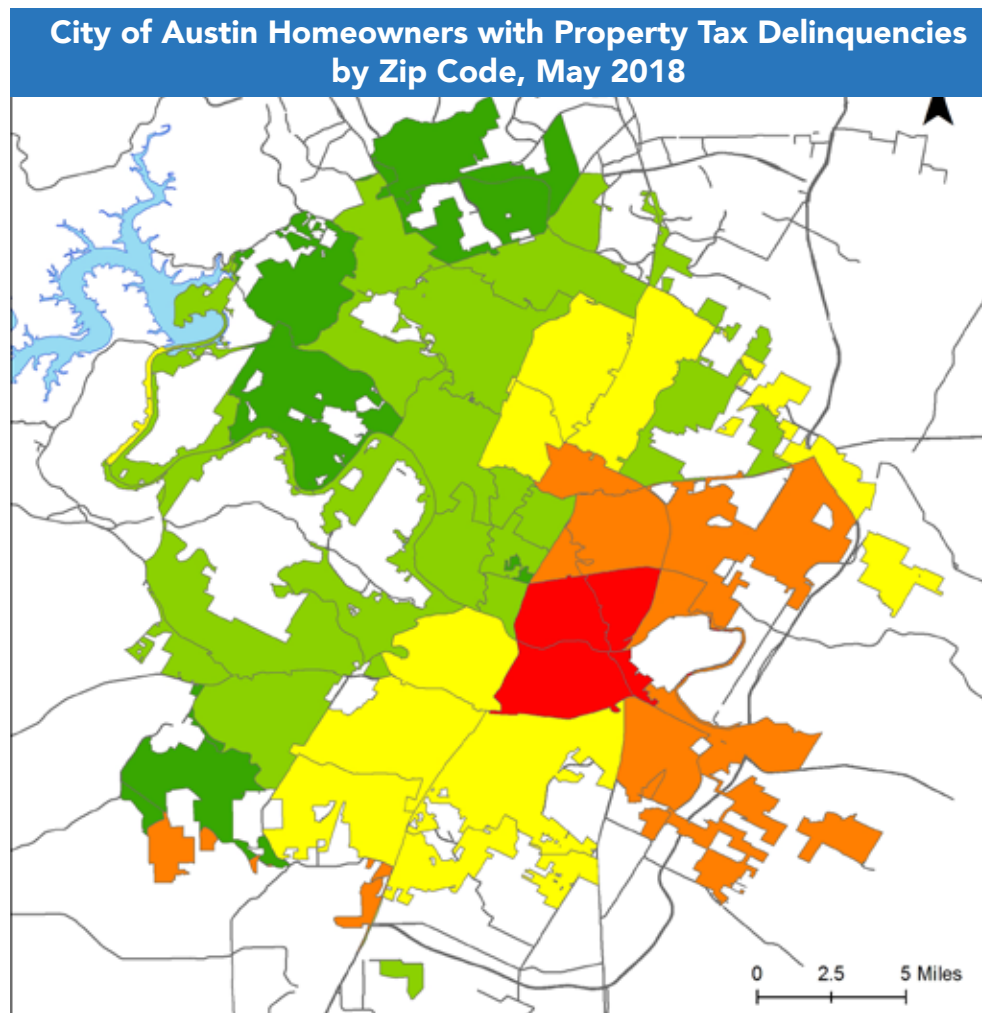 City of Austin Homeowners with Property Tax Delinquencies
by Zip Code, May 2018
0 2.5 5 Miles